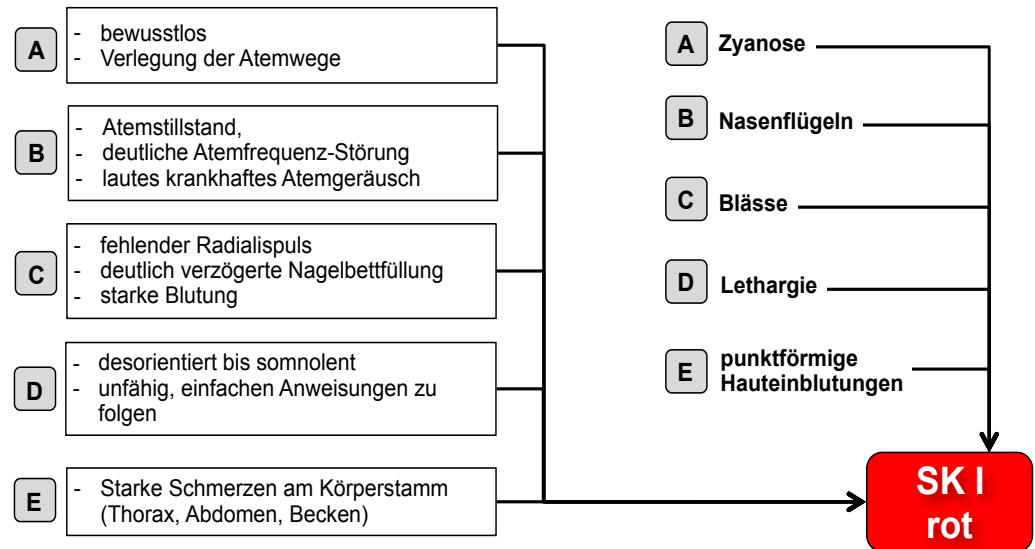 A
- bewusstlos
- Verlegung der Atemwege
B
- Atemstillstand,
- deutliche Atemfrequenz-Störung
- lautes krankhaftes Atemgeräusch
C
- fehlender Radialispuls
- deutlich verzögerte Nagelbettfüllung
- starke Blutung
D
- desorientiert bis somnolent
- unfähig, einfachen Anweisungen zu
folgen
E
- Starke Schmerzen am Körperstamm
(Thorax, Abdomen, Becken)
A Zyanose
B Nasenflügeln
C Blässe
D Lethargie
E punktförmige
Hauteinblutungen
SK I
rot